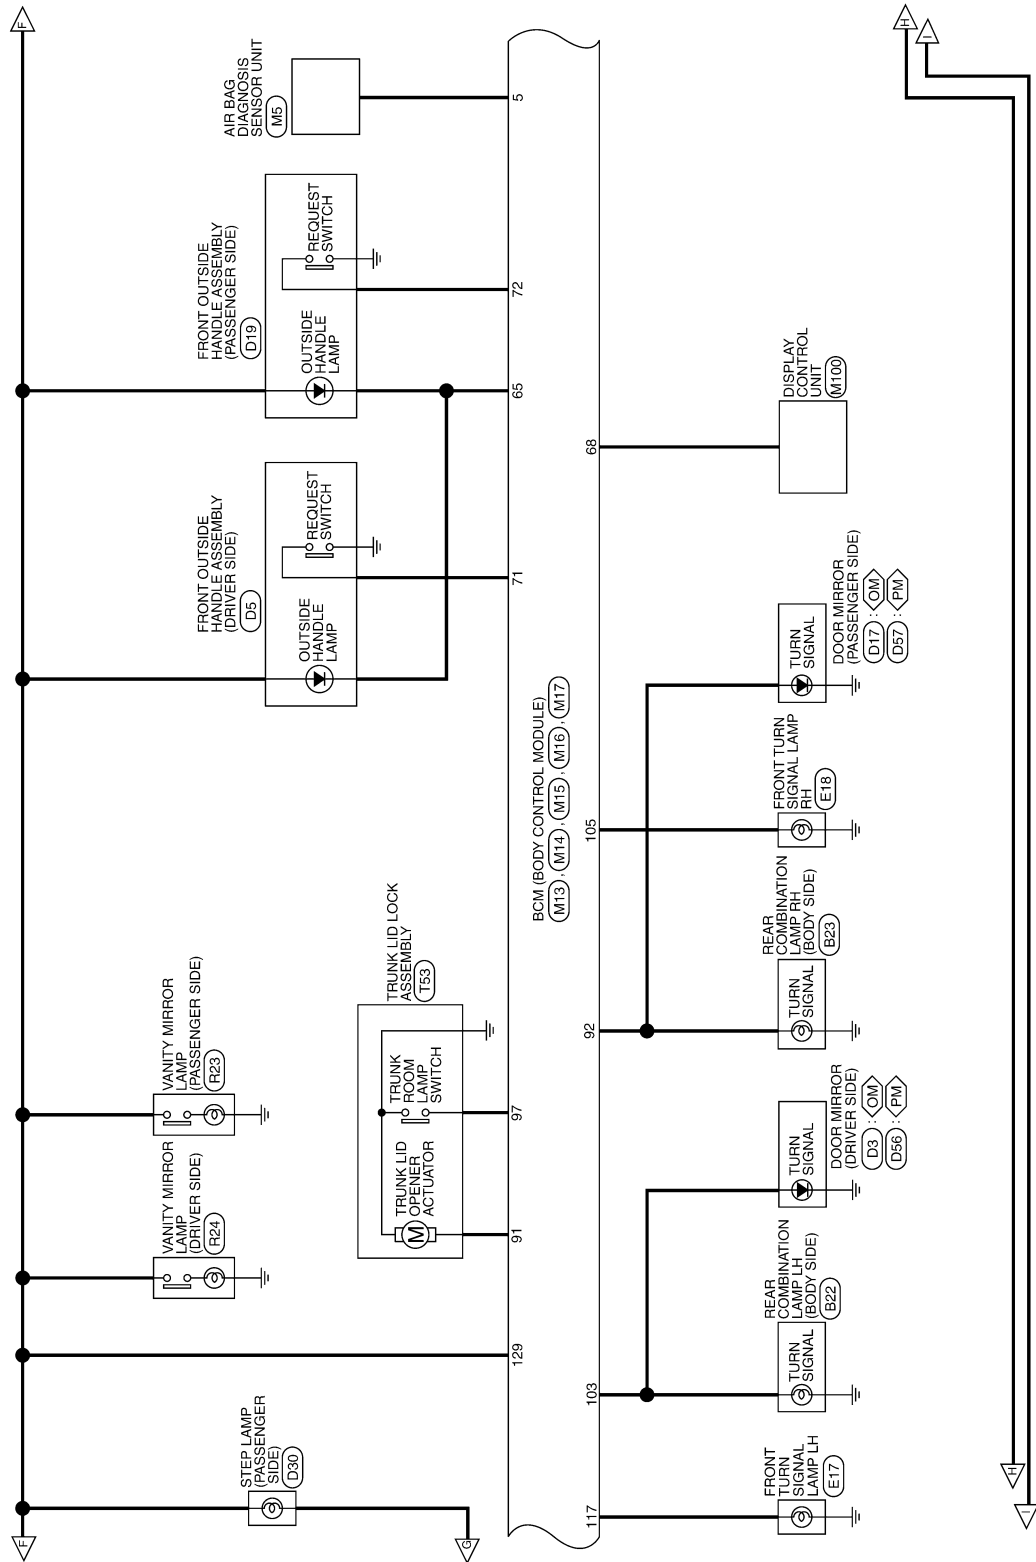 F
STEP LAMP
(PASSENGER
SIDE)
D30
G
129
VANITY MIRROR
LAMP
(DRIVER SIDE)
R24
VANITY MIRROR
LAMP
(PASSENGER SIDE)
R23
TRUNK LID LOCK
ASSEMBLY
T53
TRUNK LID
OPENER
ACTUATOR
M
TRUNK
ROOM
LAMP
SWITCH
91
97
FRONT OUTSIDE
HANDLE ASSEMBLY
(DRIVER SIDE)
D5
OUTSIDE
HANDLE
LAMP
REQUEST
SWITCH
71
FRONT OUTSIDE
HANDLE ASSEMBLY
(PASSENGER SIDE)
D19
OUTSIDE
HANDLE
LAMP
REQUEST
SWITCH
65
72
AIR BAG
DIAGNOSIS
SENSOR UNIT
M5
5
F
BCM (BODY CONTROL MODULE)
M13 , M14 , M15 , M16 , M17
117
FRONT
TURN
SIGNAL
LAMP LH
E17
103
REAR
COMBINATION
LAMP LH
(BODY SIDE)
B22
TURN
SIGNAL
TURN
SIGNAL
DOOR MIRROR
(DRIVER SIDE)
D3 : OM
D56 : PM
92
REAR
COMBINATION
LAMP RH
(BODY SIDE)
B23
TURN
SIGNAL
105
FRONT TURN
SIGNAL LAMP
RH
E18
TURN
SIGNAL
DOOR MIRROR
(PASSENGER SIDE)
D17 : OM
D57 : PM
68
DISPLAY
CONTROL
UNIT
M100
H
I
H
I